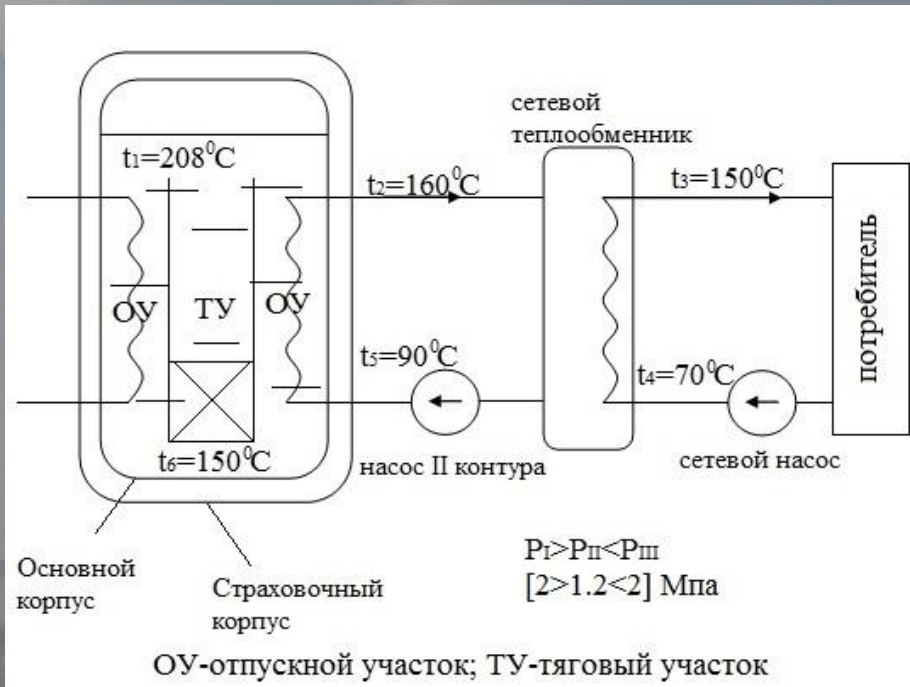 сетевой
теплообменник
t₁=208⁰C
t₂=160⁰C
t₃=150⁰C
ОУ
ТУ
ОУ
потребитель
t₅=90⁰C
t₄=70⁰C
t₆=150⁰C
насос II контура
сетевой насос
Основной
корпус
Страховочный
корпус
PI>PII<PIII
[2>1.2<2] Мпа
ОУ-отпускной участок; ТУ-тяговый участок